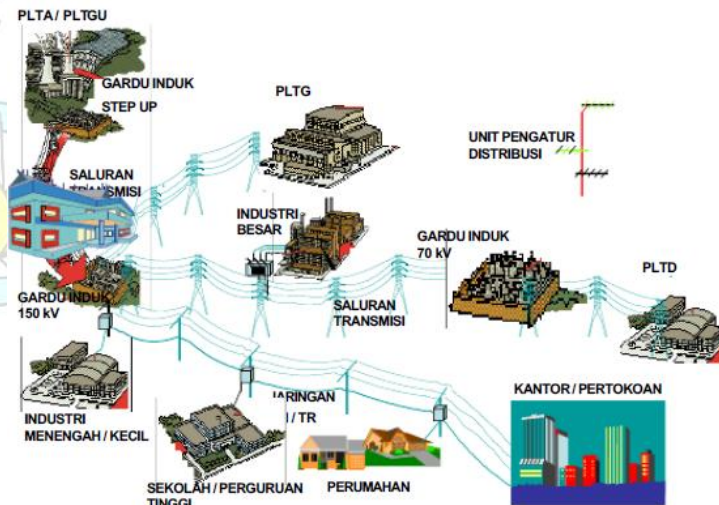 PLTA / PLTGU
GARDU INDUK
STEP UP
PLTG
UNIT PENGATUR
DISTRIBUSI
SALURAN
INDUSTRI
BESAR
GARDU INDUK
70 kV
PLTD
GARDU INDUK
150 kV
SALURAN
TRANSMISI
INDUSTRI
MENENGAH / KECIL
JARINGAN
/ TR
KANTOR / PERTOKOAN
SEKOLAH / PERGURUAN
TINGGI
PERUMAHAN